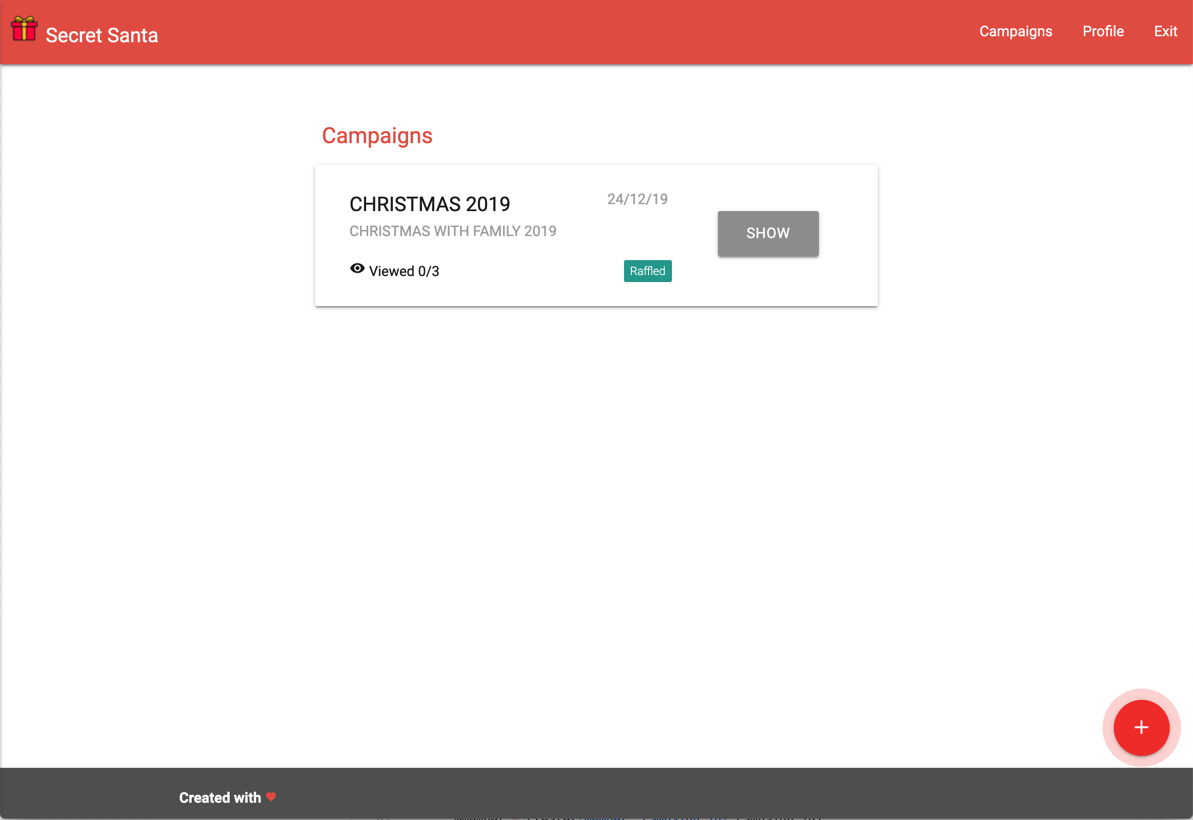 Secret Santa
Campaigns
Profile
Exit
Campaigns
CHRISTMAS 2019
24/12/19
CHRISTMAS WITH FAMILY 2019
SHOW
Viewed 0/3
Raffled
+
Created with ♥